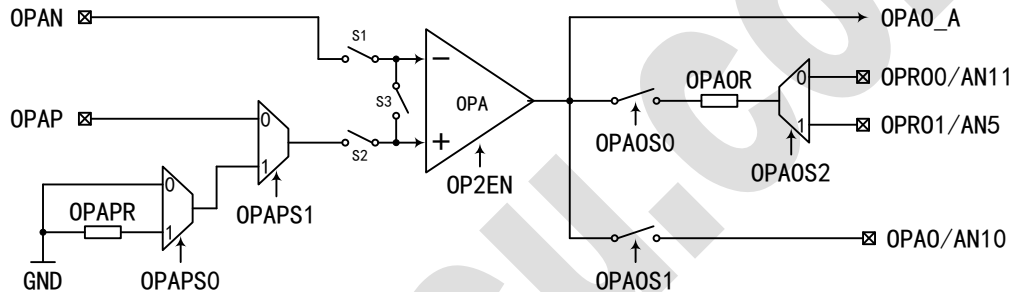 OPAN
S1
OPAO_A
OPAOR
0
OPRO0/AN11
S3
OPA
OPAP
0
1
OPRO1/AN5
S2
OPAOS0
OPAOS2
1
OP2EN
0
OPAPR
OPAPS1
1
OPAO/AN10
GND
OPAPS0
OPAOS1